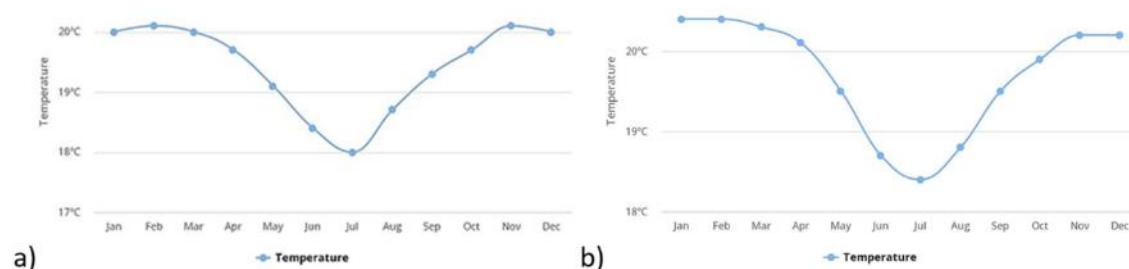 Temperature
20°C
19°C
18°C
17°C
Jan Feb Mar Apr May Jun Jul Aug Sep Oct Nov Dec
Temperature
a)
Temperature
20°C
19°C
18°C
Jan Feb Mar Apr May Jun Jul Aug Sep Oct Nov Dec
Temperature
b)